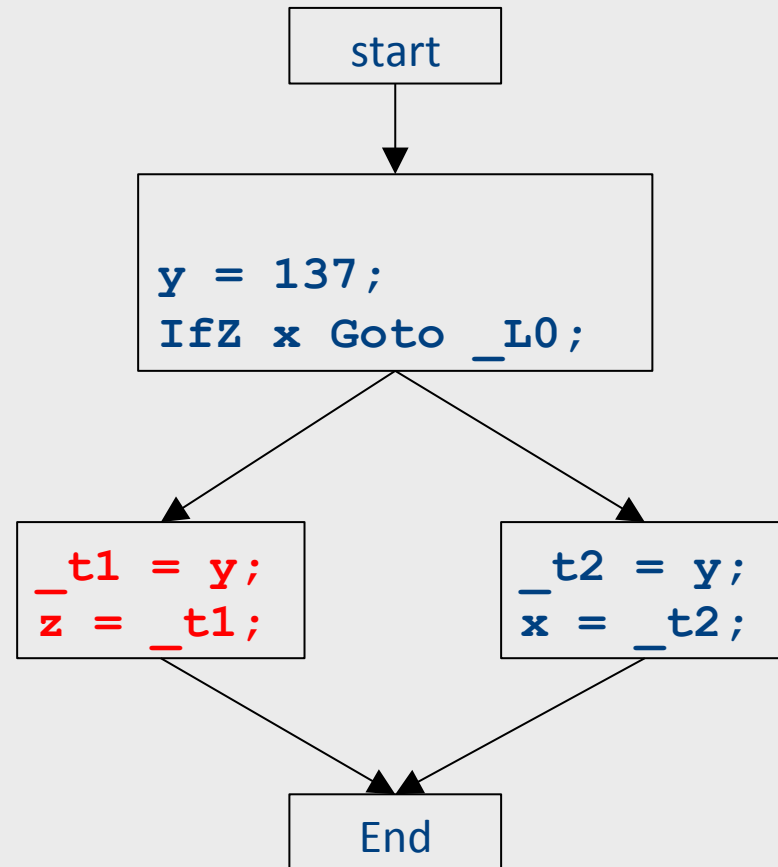 start
y = 137;
IfZ x Goto _L0;
_t1 = y;
z = _t1;
_t2 = y;
x = _t2;
End